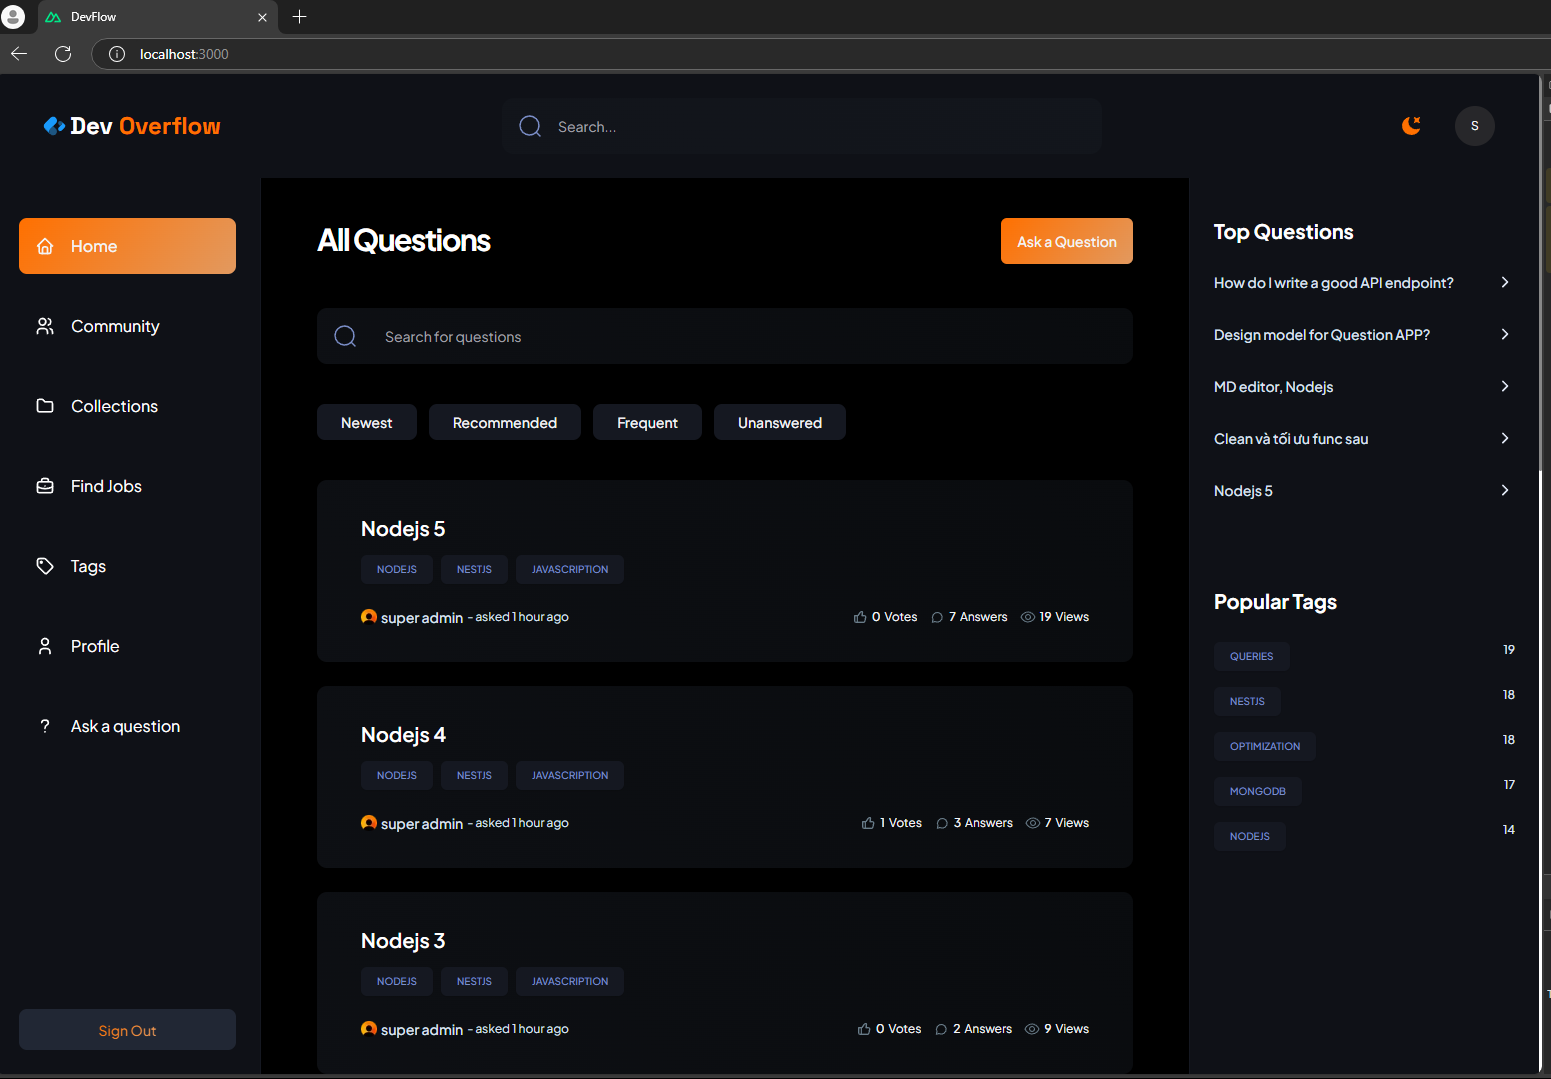 DevFlow
localhost:3000
Dev Overflow
Search...
S
Home
Community
Collections
Find Jobs
Tags
Profile
? Ask a question
Sign Out
All Questions
Ask a Question
Search for questions
Newest Recommended Frequent Unanswered
Nodejs 5
NODEJS NESTJS JAVASCRIPTION
super admin - asked 1 hour ago 0 Votes 7 Answers 19 Views
Nodejs 4
NODEJS NESTJS JAVASCRIPTION
super admin - asked 1 hour ago 1 Votes 3 Answers 7 Views
Nodejs 3
NODEJS NESTJS JAVASCRIPTION
super admin - asked 1 hour ago 0 Votes 2 Answers 9 Views
Top Questions
How do I write a good API endpoint?
Design model for Question APP?
MD editor, Nodejs
Clean và tối ưu func sau
Nodejs 5
Popular Tags
QUERIES 19
NESTJS 18
OPTIMIZATION 18
MONGODB 17
NODEJS 14